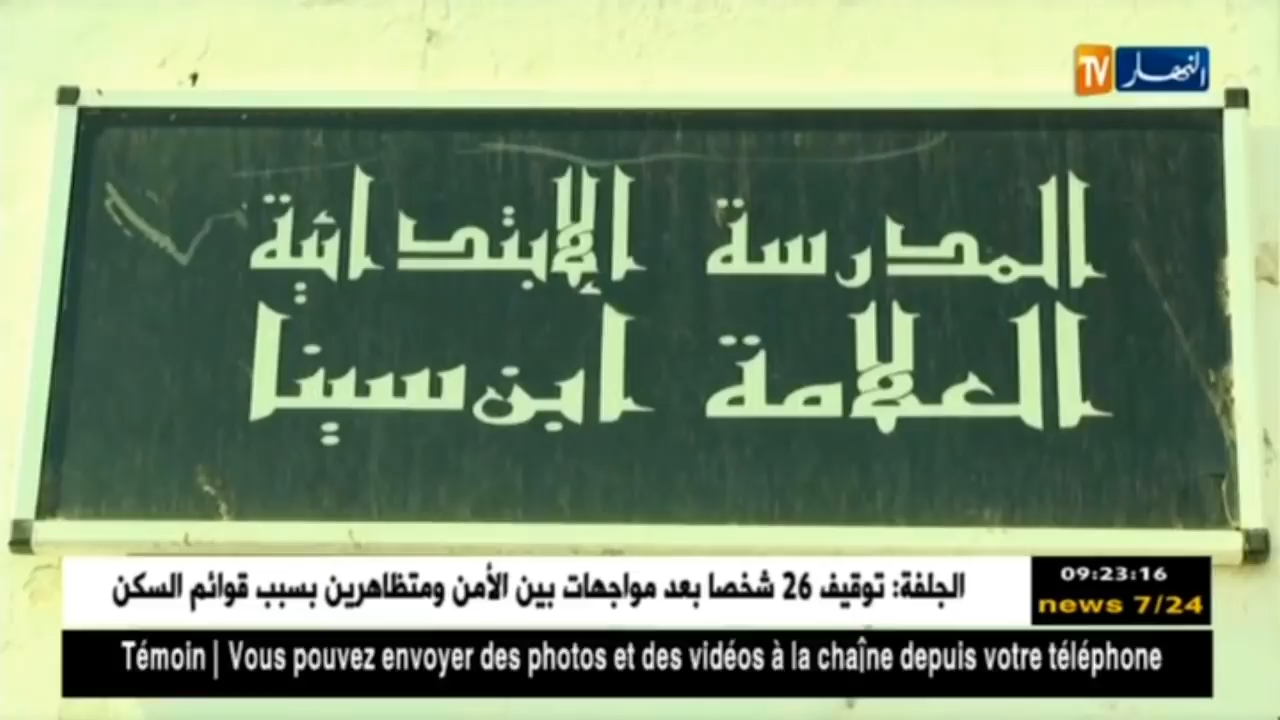 النهار TV
المدرسة الإبتدائية
العلامة ابن سينا
الجلفة: توقيف 26 شخصا بعد مواجهات بين الأمن ومتظاهرين بسبب قوائم السكن
09:23:16
news 7/24
Témoin | Vous pouvez envoyer des photos et des vidéos à la chaîne depuis votre téléphone